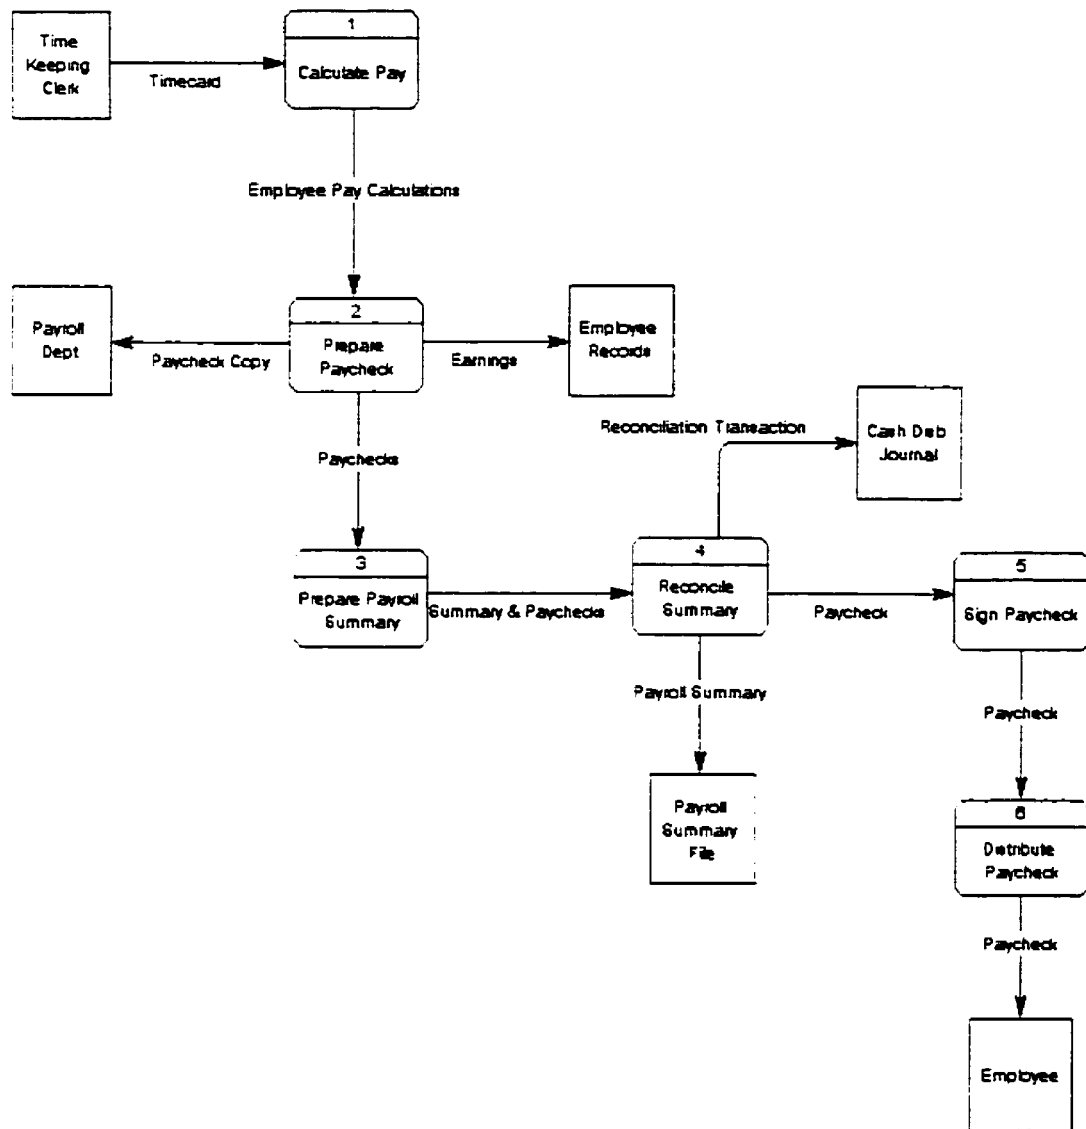 1
Time
Keeping
Clerk
Calculate Pay
Timecard
Employee Pay Calculations
2
Payroll
Dept
Paycheck Copy
Prepare
Paycheck
Earnings
Employee
Records
Reconciliation Transaction
Cash Disb
Journal
Paychecks
3
Prepare Payroll
Summary
Summary & Paychecks
4
Reconcile
Summary
Paycheck
5
Sign Paycheck
Payroll Summary
Paycheck
Payroll
Summary
File
6
Distribute
Paycheck
Paycheck
Employee